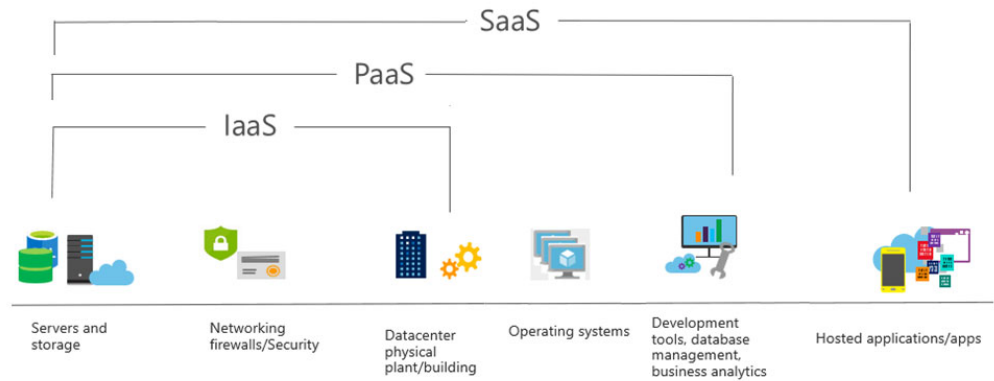 SaaS
PaaS
IaaS
Servers and
storage
Networking
firewalls/Security
Datacenter
physical
plant/building
Operating systems
Development
tools, database
management,
business analytics
Hosted applications/apps